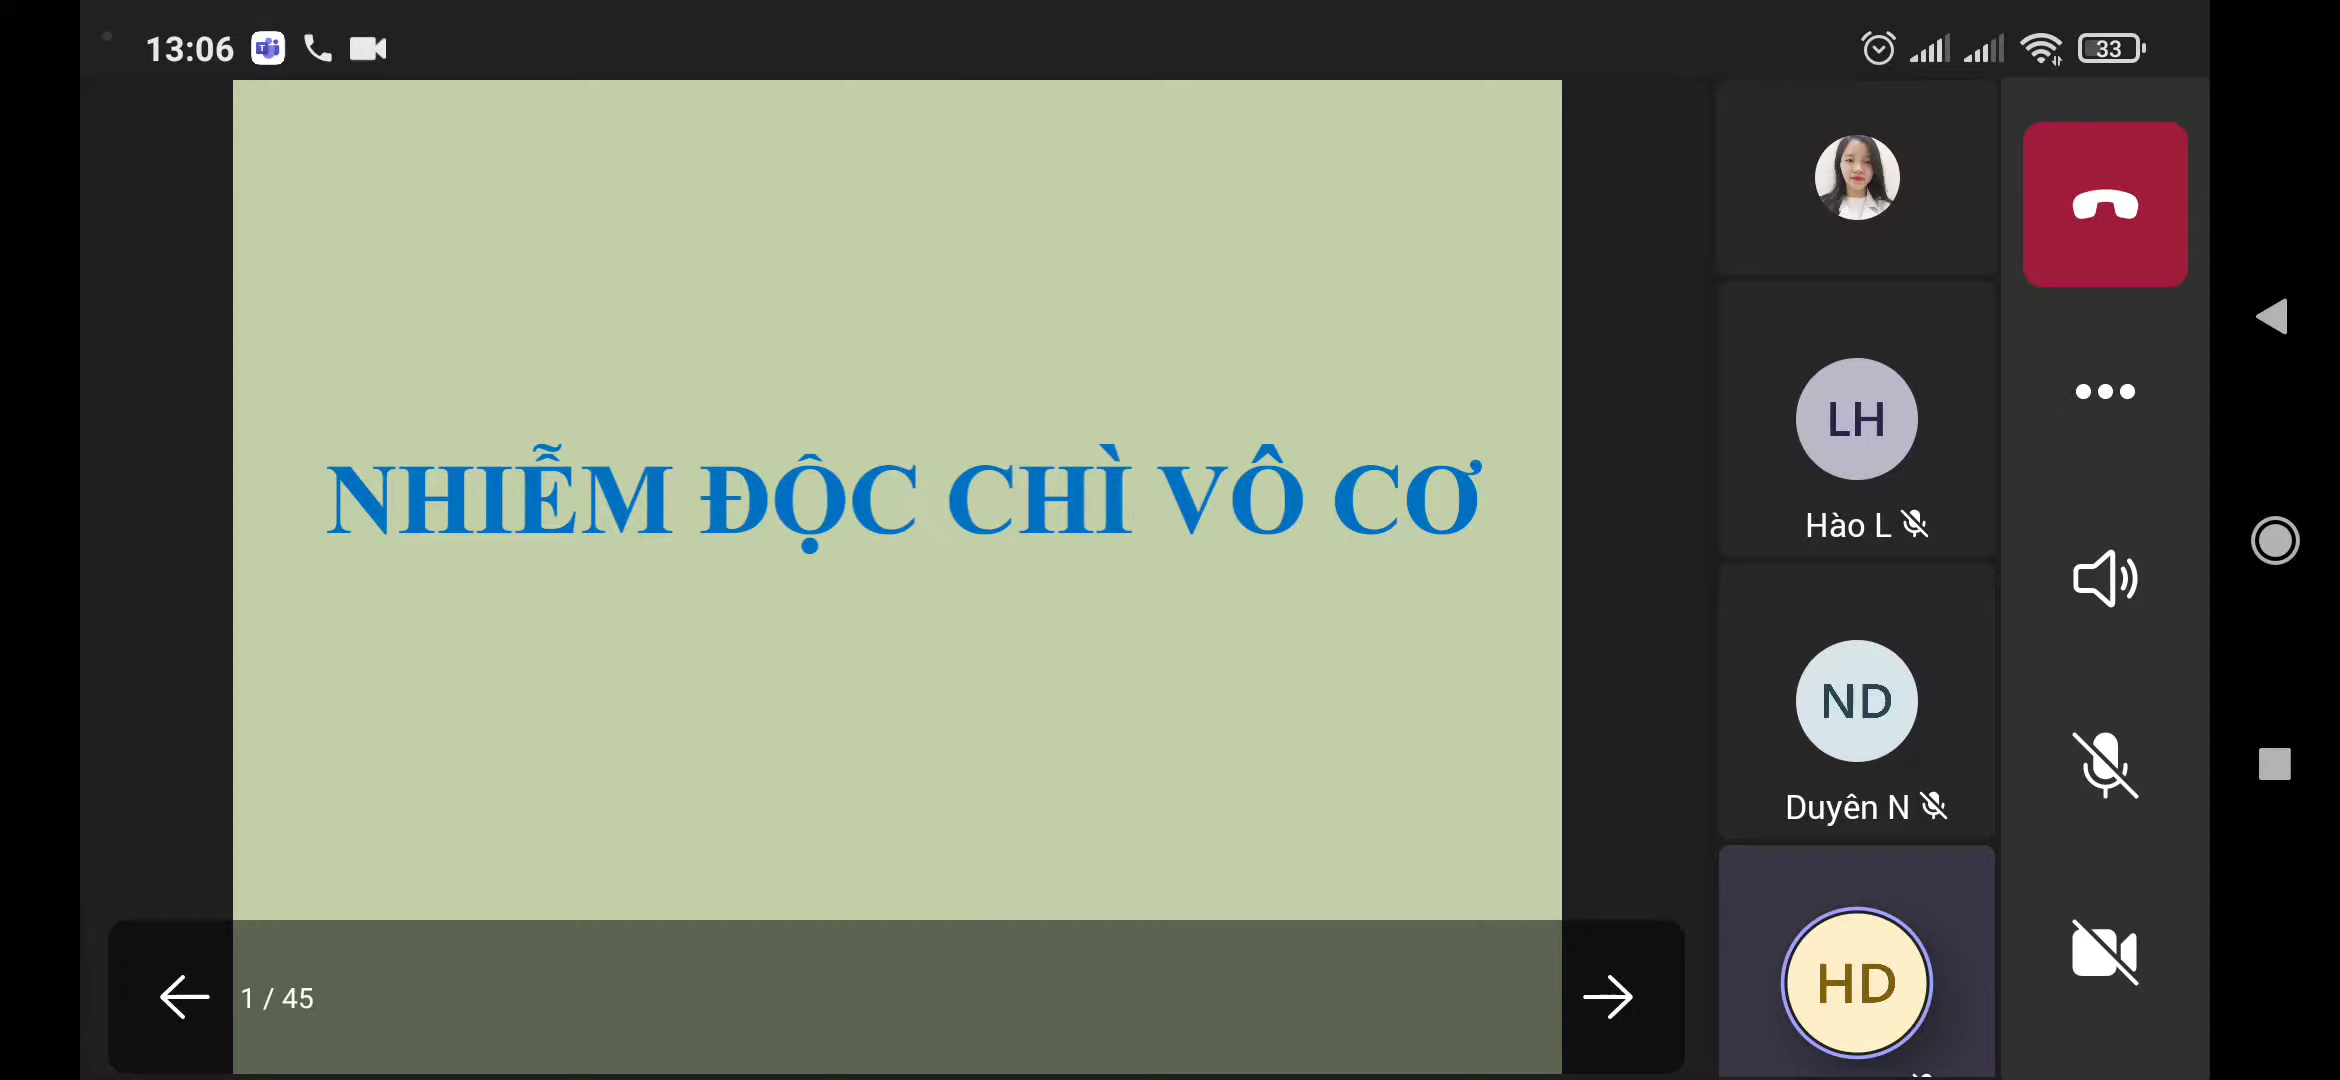 13:06
33
NHIỄM ĐỘC CHÌ VÔ CƠ
1 / 45
LH
Hào L
ND
Duyên N
HD